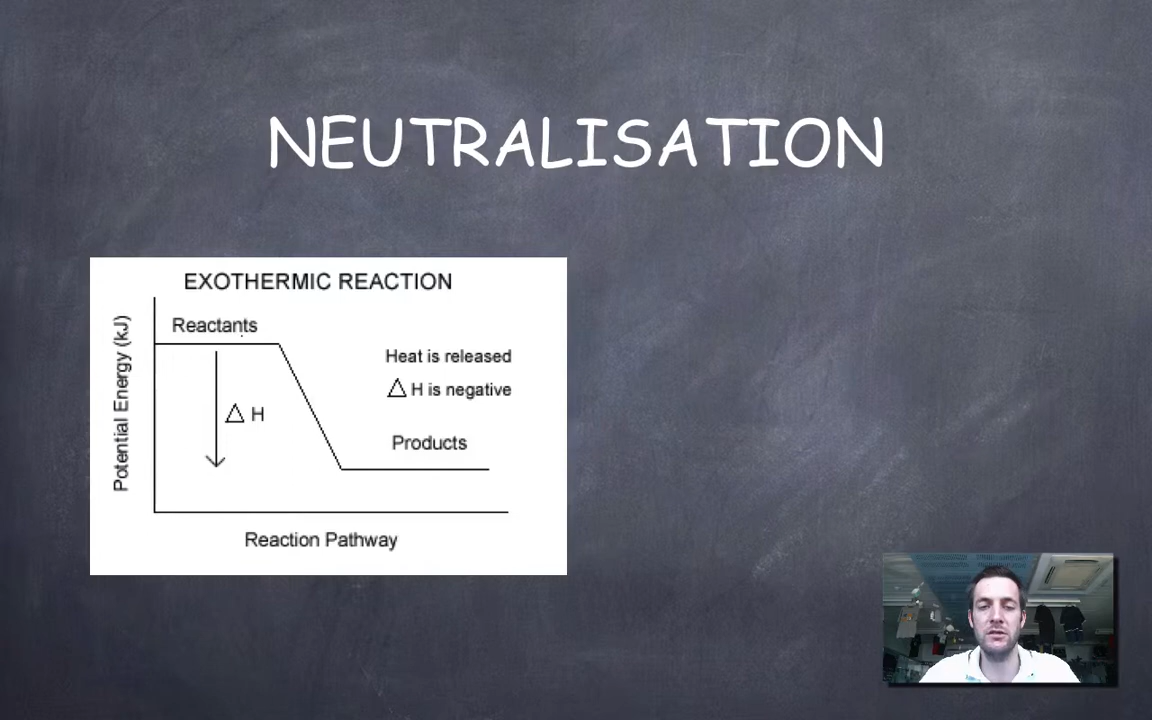 NEUTRALISATION
EXOTHERMIC REACTION
Reactants
Heat is released
△ H is negative
△ H
Products
Potential Energy (kJ)
Reaction Pathway